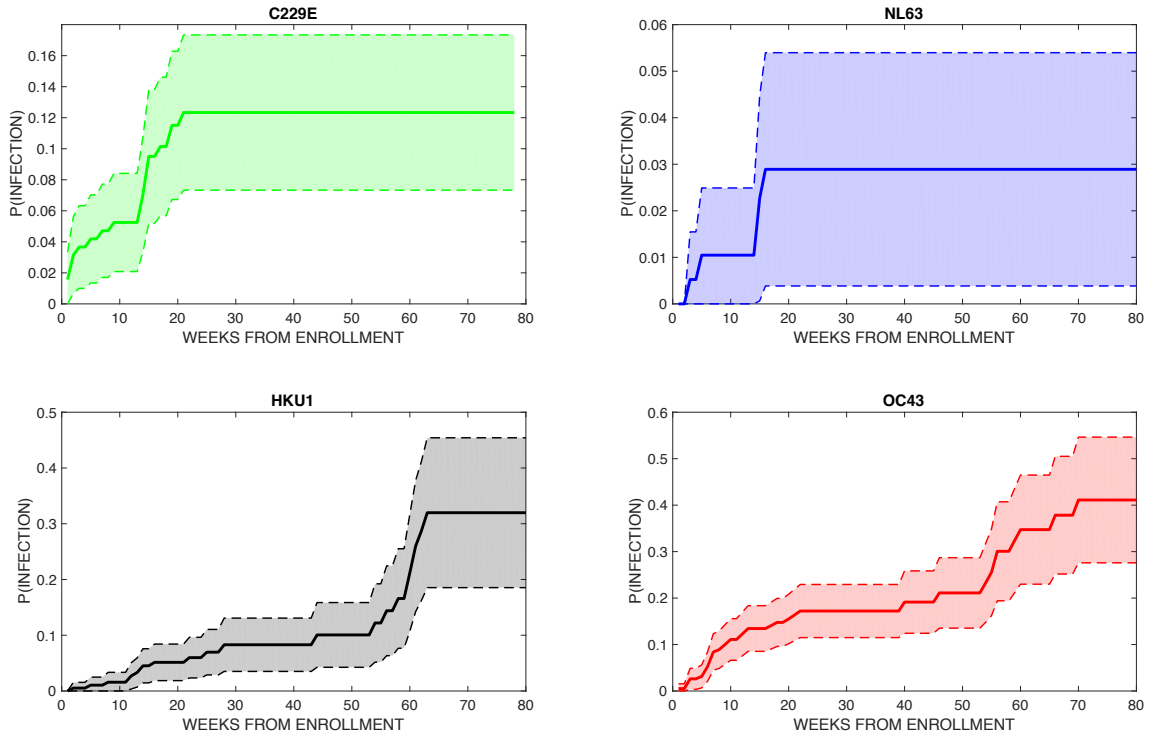 C229E
P(INFECTION)
0.16
0.14
0.12
0.1
0.08
0.06
0.04
0.02
0
0 10 20 30 40 50 60 70 80
WEEKS FROM ENROLLMENT
NL63
P(INFECTION)
0.06
0.05
0.04
0.03
0.02
0.01
0
0 10 20 30 40 50 60 70 80
WEEKS FROM ENROLLMENT
HKU1
P(INFECTION)
0.5
0.4
0.3
0.2
0.1
0
0 10 20 30 40 50 60 70 80
WEEKS FROM ENROLLMENT
OC43
P(INFECTION)
0.6
0.5
0.4
0.3
0.2
0.1
0
0 10 20 30 40 50 60 70 80
WEEKS FROM ENROLLMENT